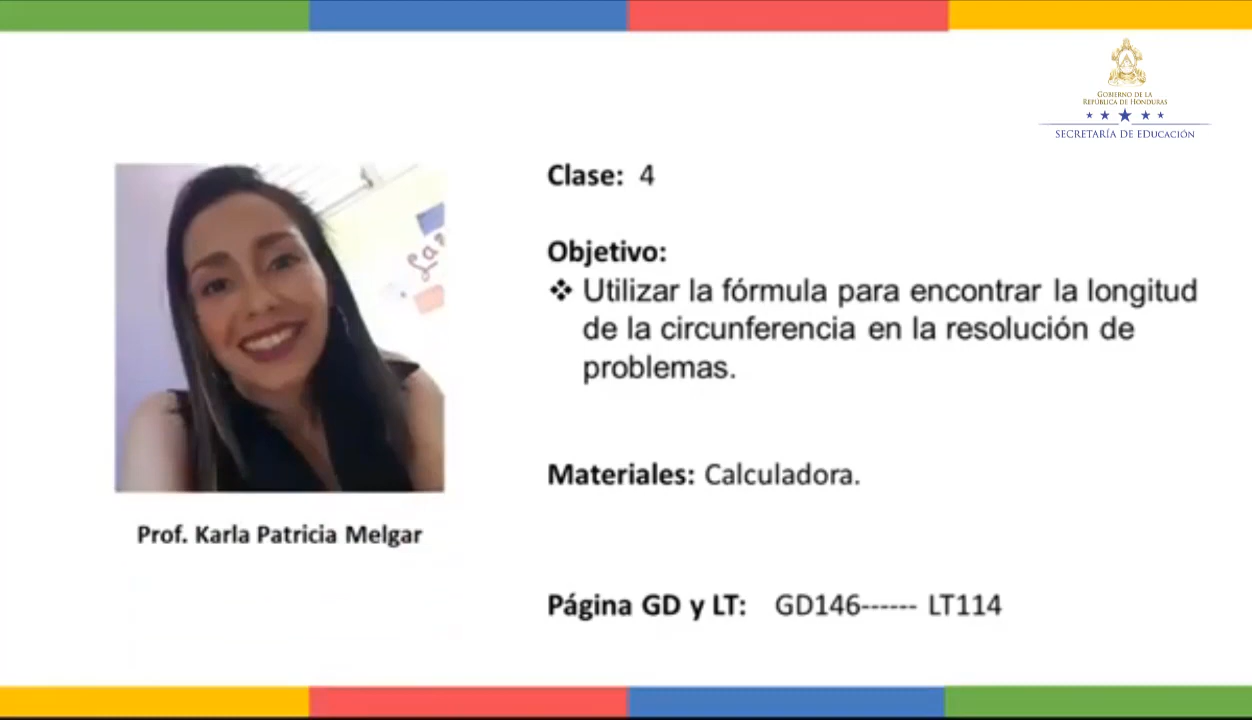 GOBIERNO DE LA
REPÚBLICA DE HONDURAS
SECRETARÍA DE EDUCACIÓN
Clase: 4
Objetivo:
❖ Utilizar la fórmula para encontrar la longitud
de la circunferencia en la resolución de
problemas.
Materiales: Calculadora.
Prof. Karla Patricia Melgar
Página GD y LT: GD146------ LT114